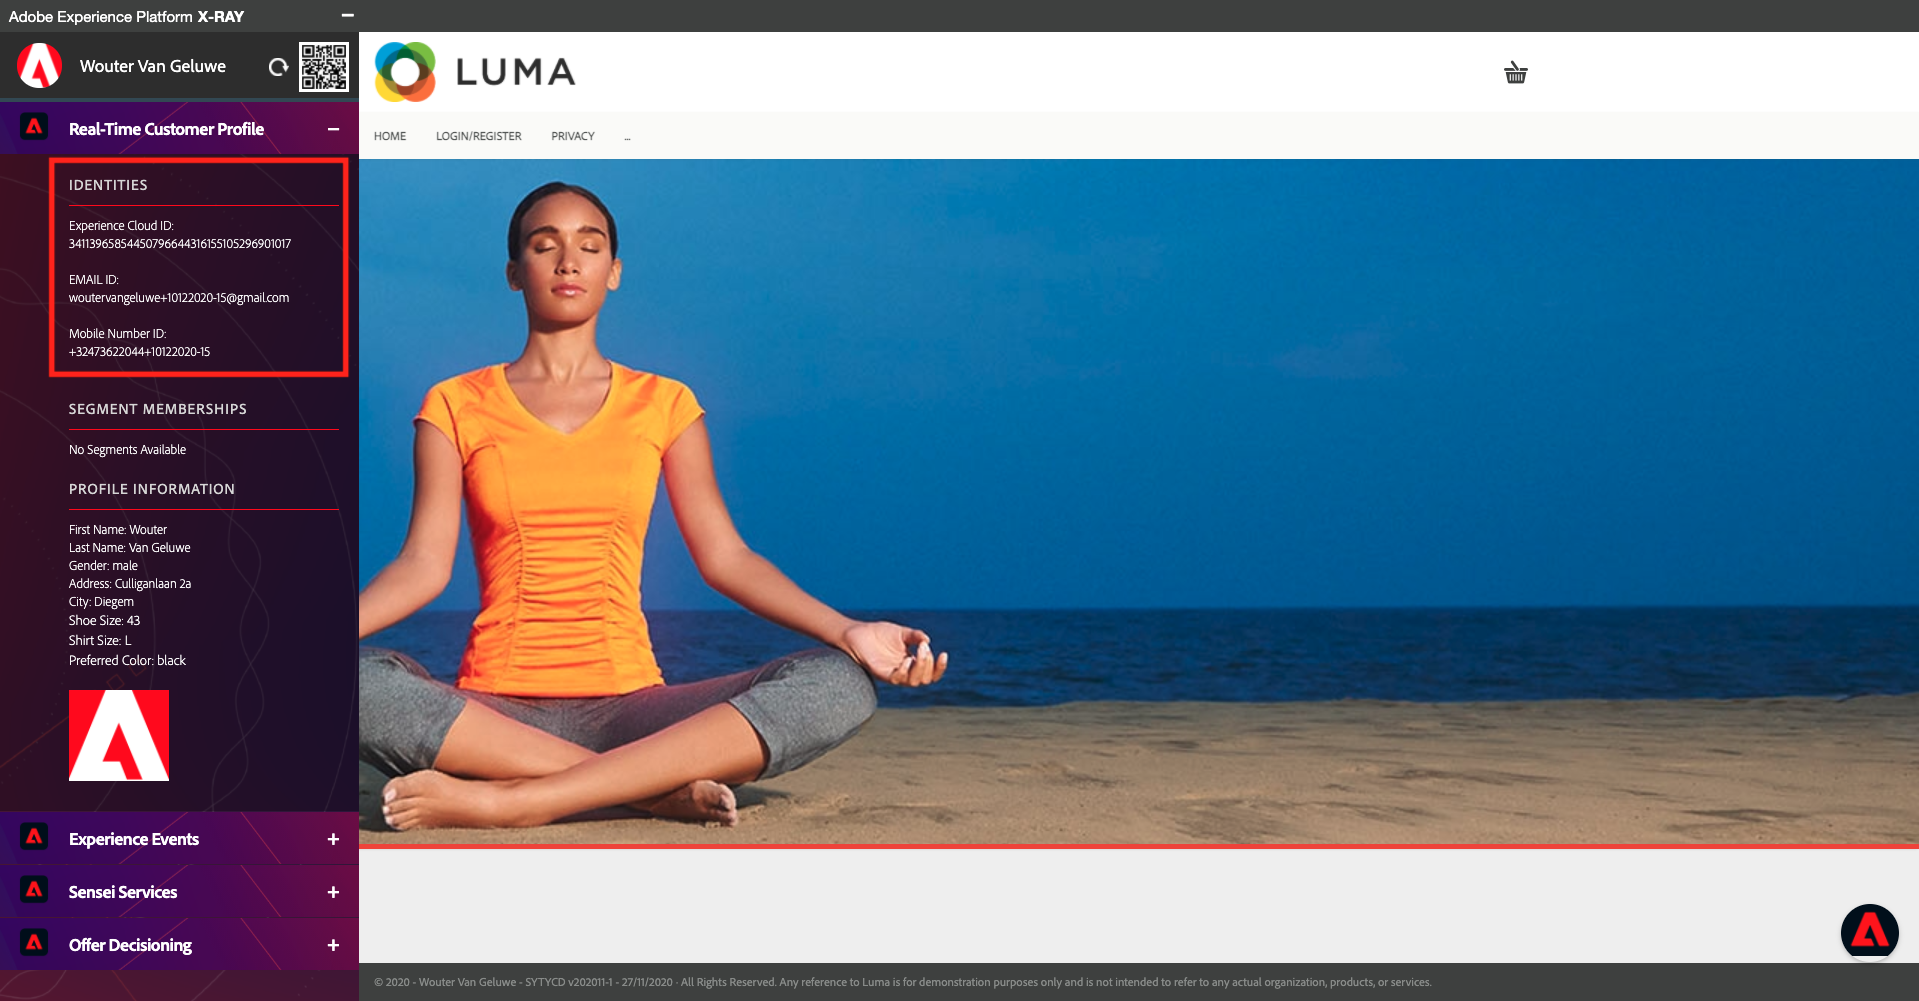 Adobe Experience Platform X-RAY
Wouter Van Geluwe
Real-Time Customer Profile
IDENTITIES
Experience Cloud ID:
34113965854450796644316155105296901017
EMAIL ID:
woutervangeluwe+10122020-15@gmail.com
Mobile Number ID:
+32473622044+10122020-15
SEGMENT MEMBERSHIPS
No Segments Available
PROFILE INFORMATION
First Name: Wouter
Last Name: Van Geluwe
Gender: male
Address: Culliganlaan 2a
City: Diegem
Shoe Size: 43
Shirt Size: L
Preferred Color: black
Experience Events
Sensei Services
Offer Decisioning
LUMA
HOME LOGIN/REGISTER PRIVACY ...
© 2020 - Wouter Van Geluwe - SYTYCD v202011-1 - 27/11/2020 · All Rights Reserved. Any reference to Luma is for demonstration purposes only and is not intended to refer to any actual organization, products, or services.